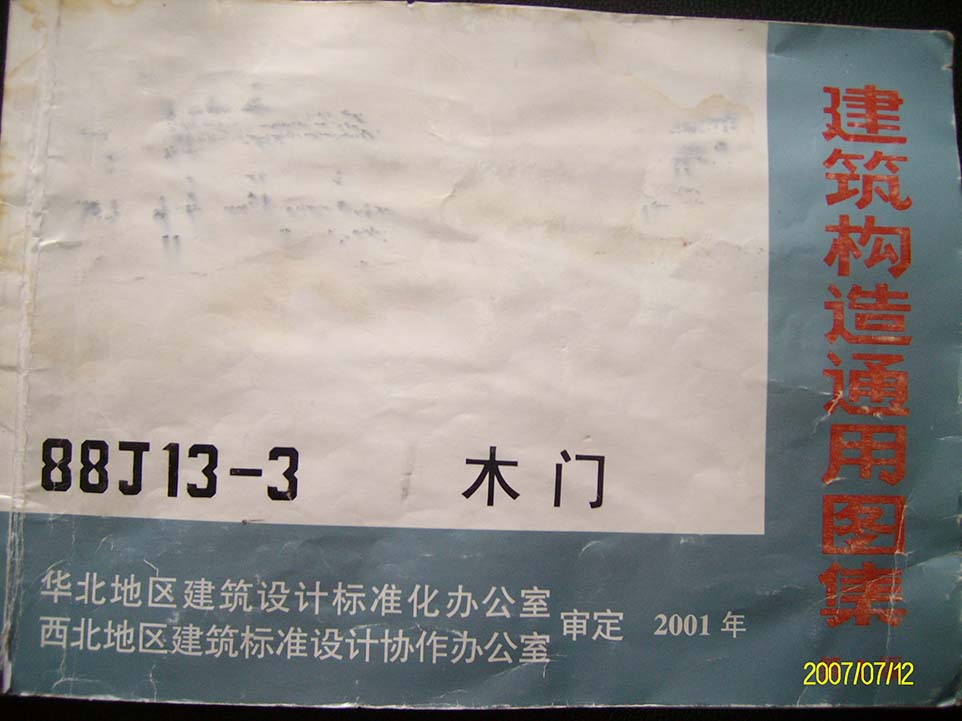 建筑构造通用图集
88J13-3 木门
华北地区建筑设计标准化办公室
西北地区建筑标准设计协作办公室
审定 2001年
2007/07/12